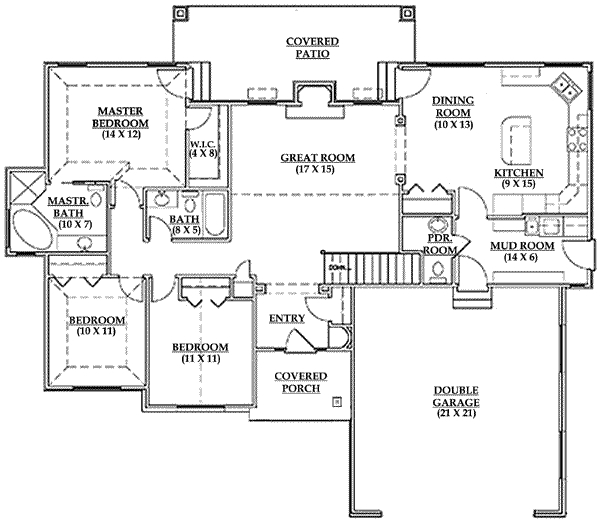 COVERED
PATIO
MASTER
BEDROOM
(14 X 12)
W.I.C.
(4 X 8)
GREAT ROOM
(17 X 15)
DINING
ROOM
(10 X 13)
KITCHEN
(9 X 15)
MASTR.
BATH
(10 X 7)
BATH
(8 X 5)
PDR.
ROOM
MUD ROOM
(14 X 6)
DOWN
BEDROOM
(10 X 11)
BEDROOM
(11 X 11)
ENTRY
COVERED
PORCH
DOUBLE
GARAGE
(21 X 21)